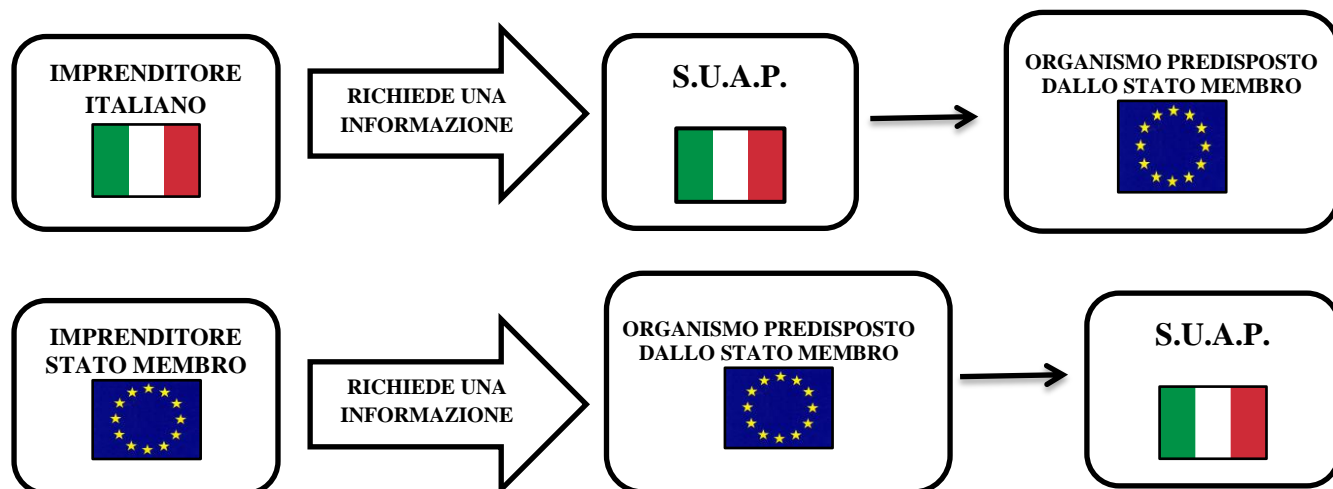 IMPRENDITORE
ITALIANO
RICHIEDE UNA
INFORMAZIONE
S.U.A.P.
ORGANISMO PREDISPOSTO
DALLO STATO MEMBRO
IMPRENDITORE
STATO MEMBRO
RICHIEDE UNA
INFORMAZIONE
ORGANISMO PREDISPOSTO
DALLO STATO MEMBRO
S.U.A.P.